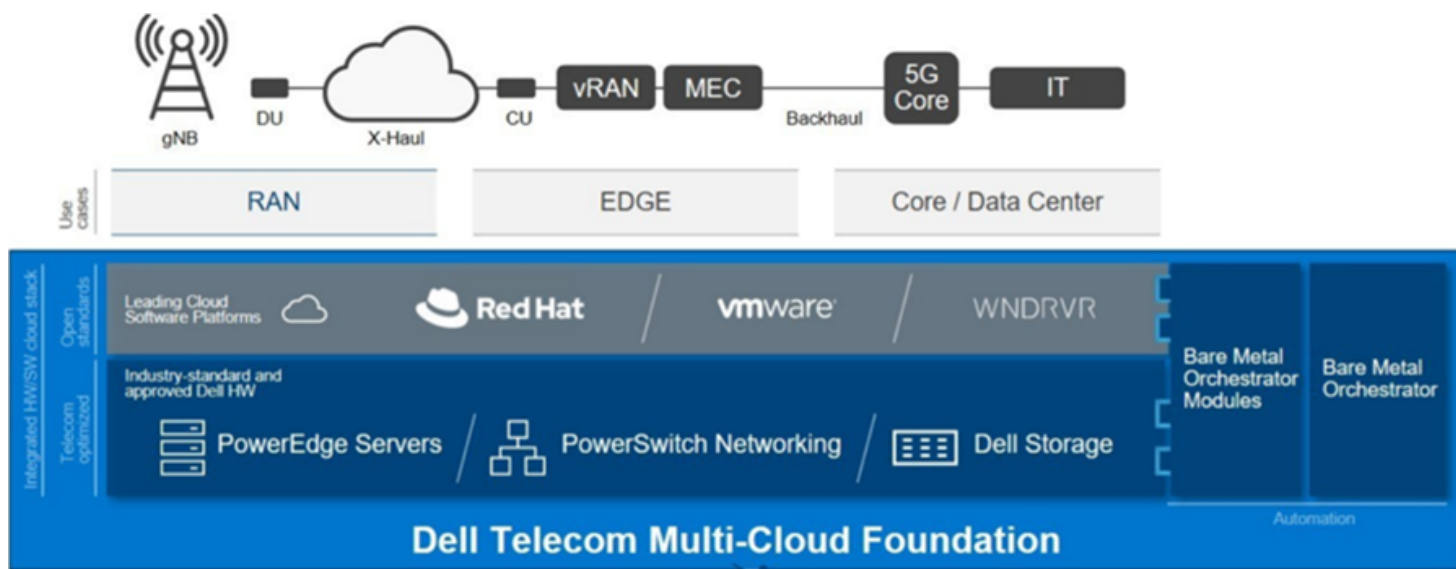 gNB
DU
X-Haul
CU
vRAN
MEC
Backhaul
5G
Core
IT
Use
cases
RAN
EDGE
Core / Data Center
Integrated HW/SW cloud stack
Open
standards
Leading Cloud
Software Platforms
Red Hat
vmware
WNDRVR
Telecom
optimized
Industry-standard and
approved Dell HW
PowerEdge Servers
PowerSwitch Networking
Dell Storage
Bare Metal
Orchestrator
Modules
Bare Metal
Orchestrator
Automation
Dell Telecom Multi-Cloud Foundation